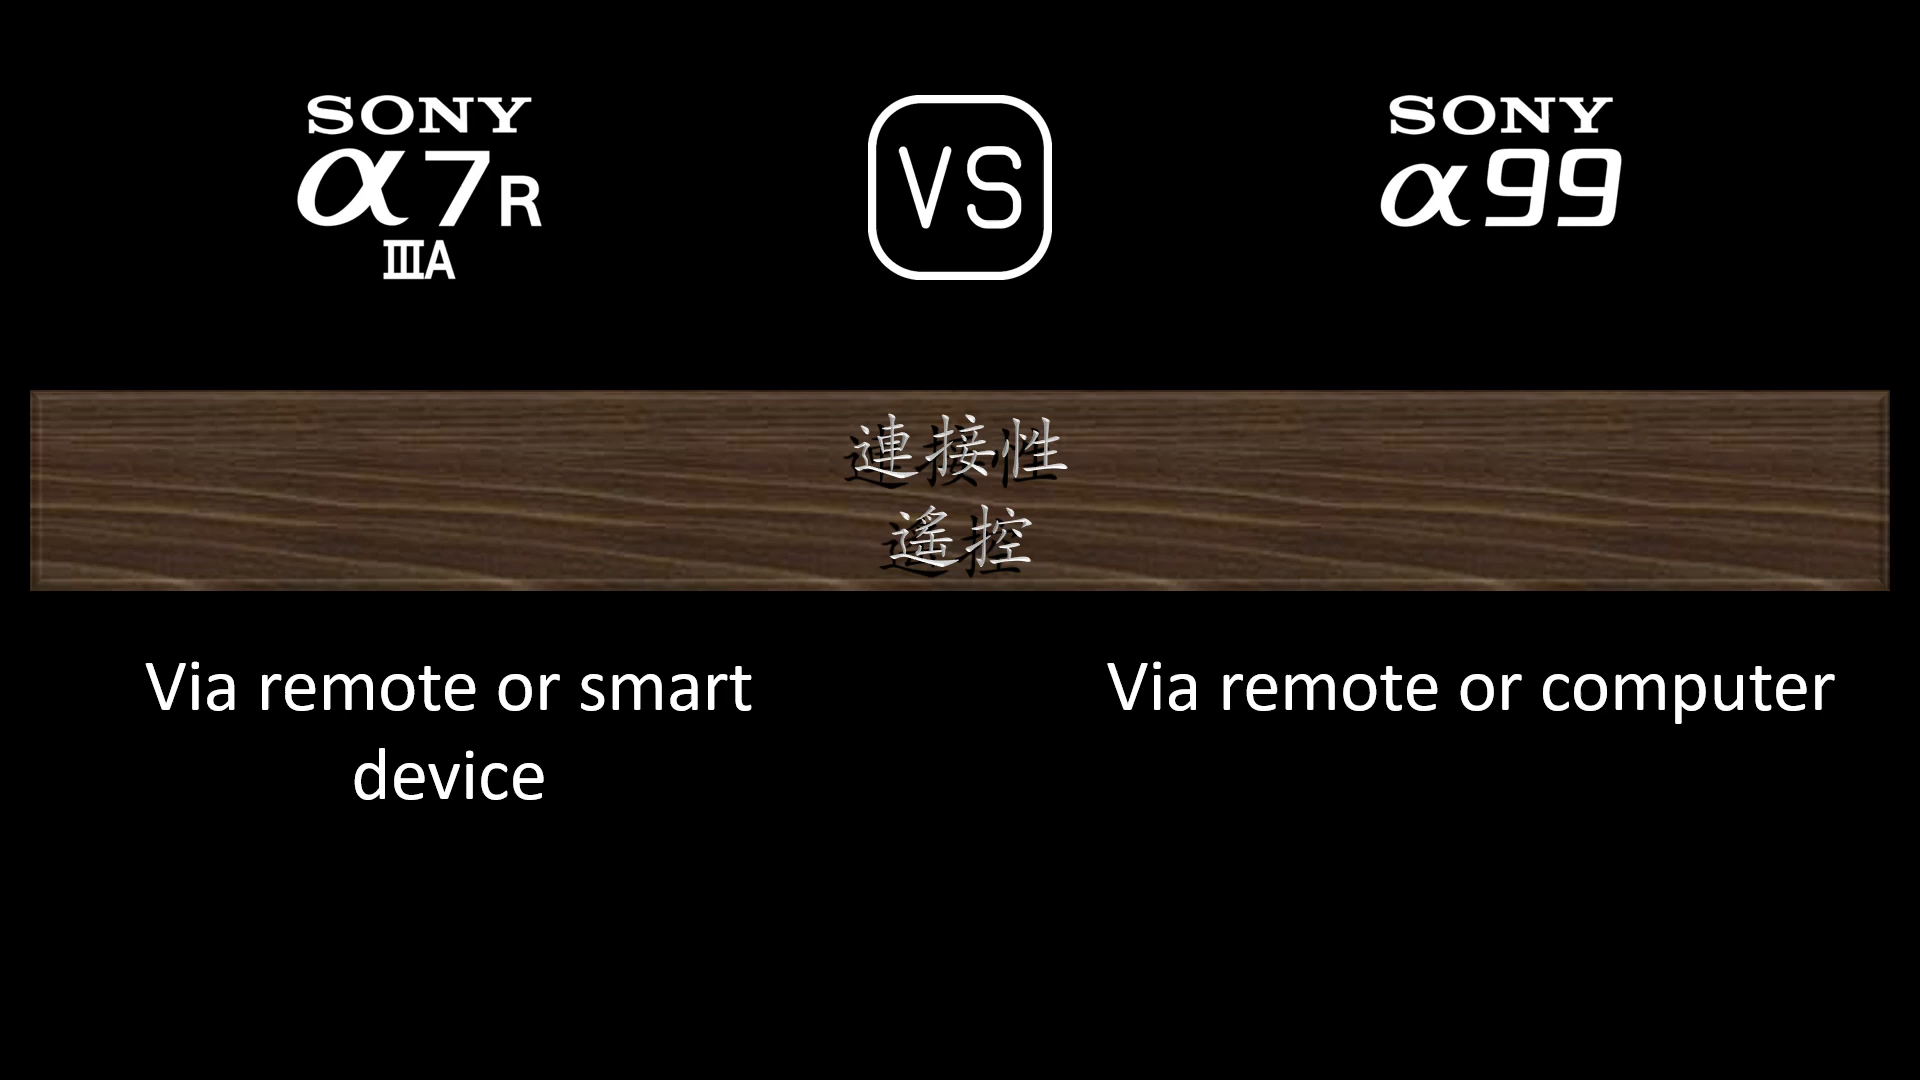 SONY
α7R
IIIA
VS
SONY
α99
連接性
遙控
Via remote or smart
device
Via remote or computer